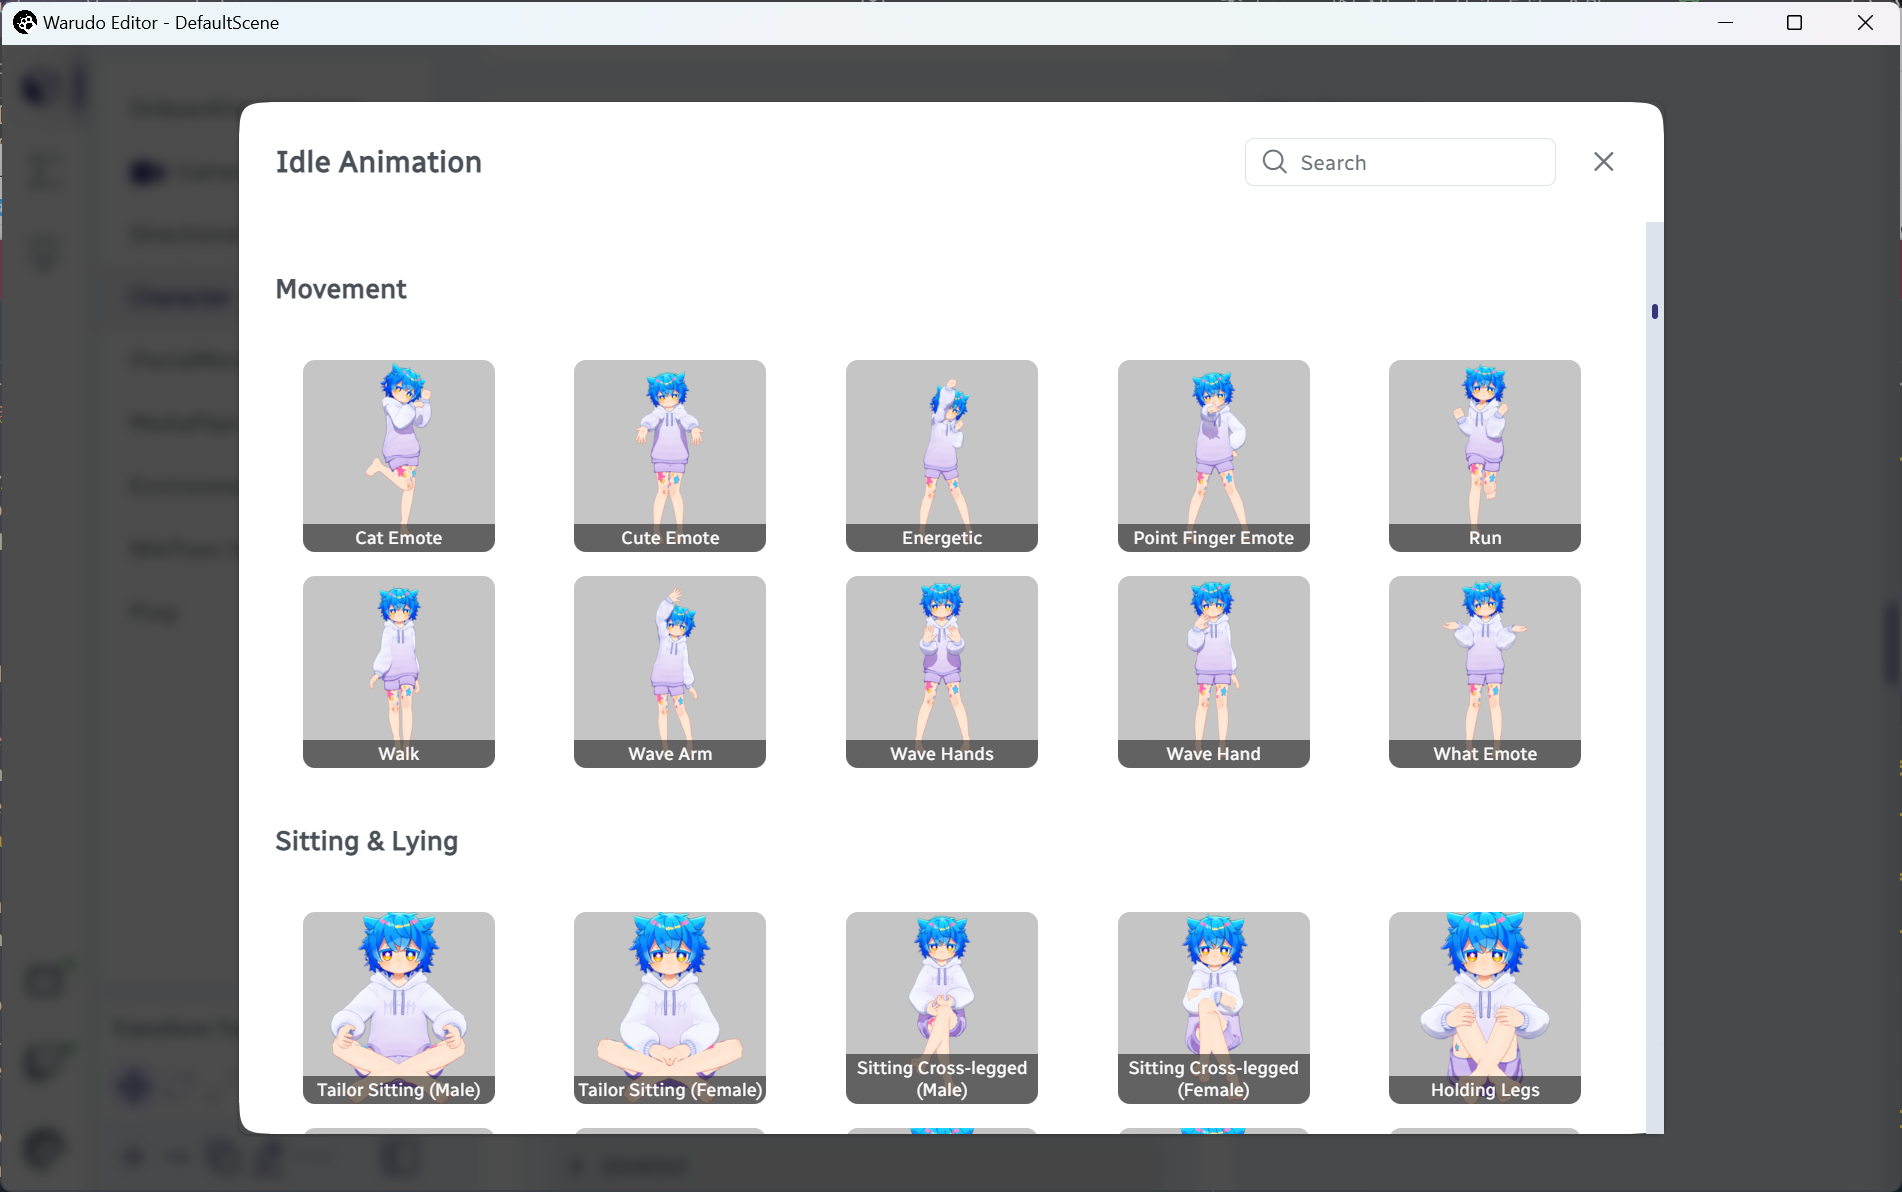 Warudo Editor - DefaultScene
Idle Animation
Search
Movement
Cat Emote
Cute Emote
Energetic
Point Finger Emote
Run
Walk
Wave Arm
Wave Hands
Wave Hand
What Emote
Sitting & Lying
Tailor Sitting (Male)
Tailor Sitting (Female)
Sitting Cross-legged
(Male)
Sitting Cross-legged
(Female)
Holding Legs
Character